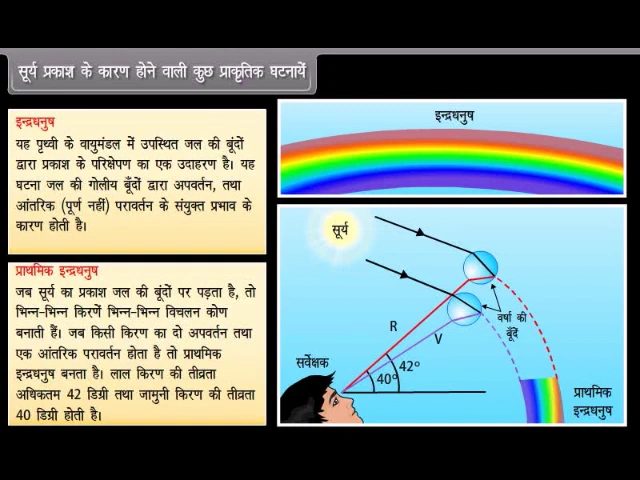 सूर्य प्रकाश के कारण होने वाली कुछ प्राकृतिक घटनायें
इन्द्रधनुष
यह पृथ्वी के वायुमंडल में उपस्थित जल की बूंदों
द्वारा प्रकाश के परिक्षेपण का एक उदाहरण है। यह
घटना जल की गोलीय बूँदों द्वारा अपवर्तन, तथा
आंतरिक (पूर्ण नहीं) परावर्तन के संयुक्त प्रभाव के
कारण होती है।
प्राथमिक इन्द्रधनुष
जब सूर्य का प्रकाश जल की बूंदों पर पड़ता है, तो
भिन्न-भिन्न किरणें भिन्न-भिन्न विचलन कोण
बनाती हैं। जब किसी किरण का दो अपवर्तन तथा
एक आंतरिक परावर्तन होता है तो प्राथमिक
इन्द्रधनुष बनता है। लाल किरण की तीव्रता
अधिकतम 42 डिग्री तथा जामुनी किरण की तीव्रता
40 डिग्री होती है।
इन्द्रधनुष
सूर्य
वर्षा की
बूंदे
R
V
सर्वेक्षक
42°
40°
प्राथमिक
इन्द्रधनुष